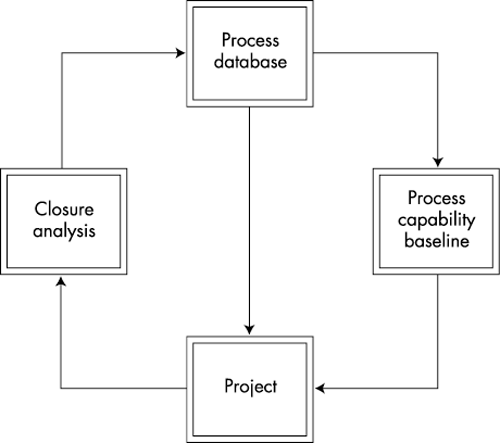 Process
database
Closure
analysis
Process
capability
baseline
Project